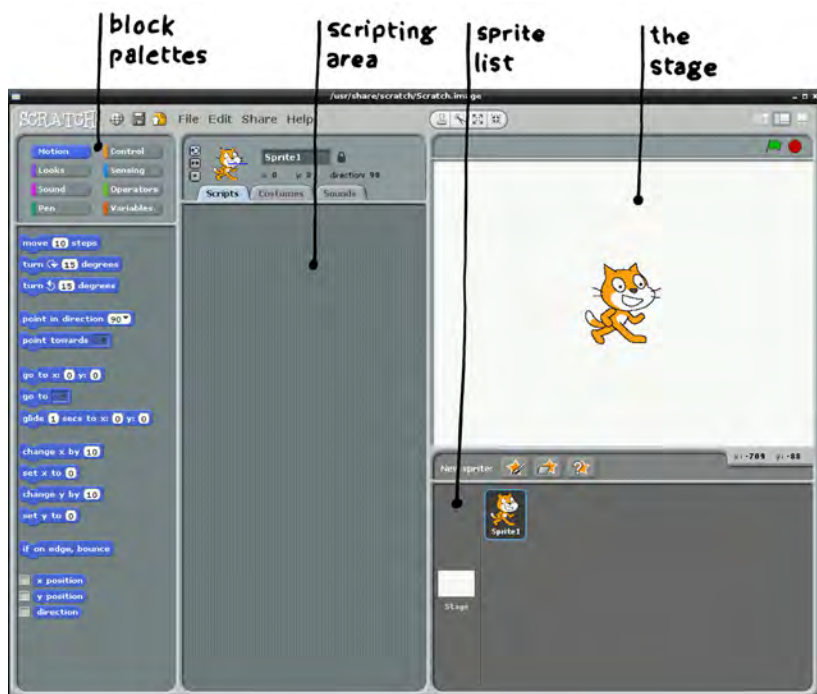 block
palettes
scripting
area
sprite
list
the
stage
/usr/share/scratch/Scratch.image
SCRATCH File Edit Share Help
Motion Control
Looks Sensing
Sound Operators
Pen Variables
Sprite1
x: 0 y: 0 direction: 90
Scripts Costumes Sounds
move 10 steps
turn 15 degrees
turn 15 degrees
point in direction 90
point towards
go to x: 0 y: 0
go to
glide 1 secs to x: 0 y: 0
change x by 10
set x to 0
change y by 10
set y to 0
if on edge, bounce
x position
y position
direction
New sprite:
x: -709 y: -88
Sprite1
Stage